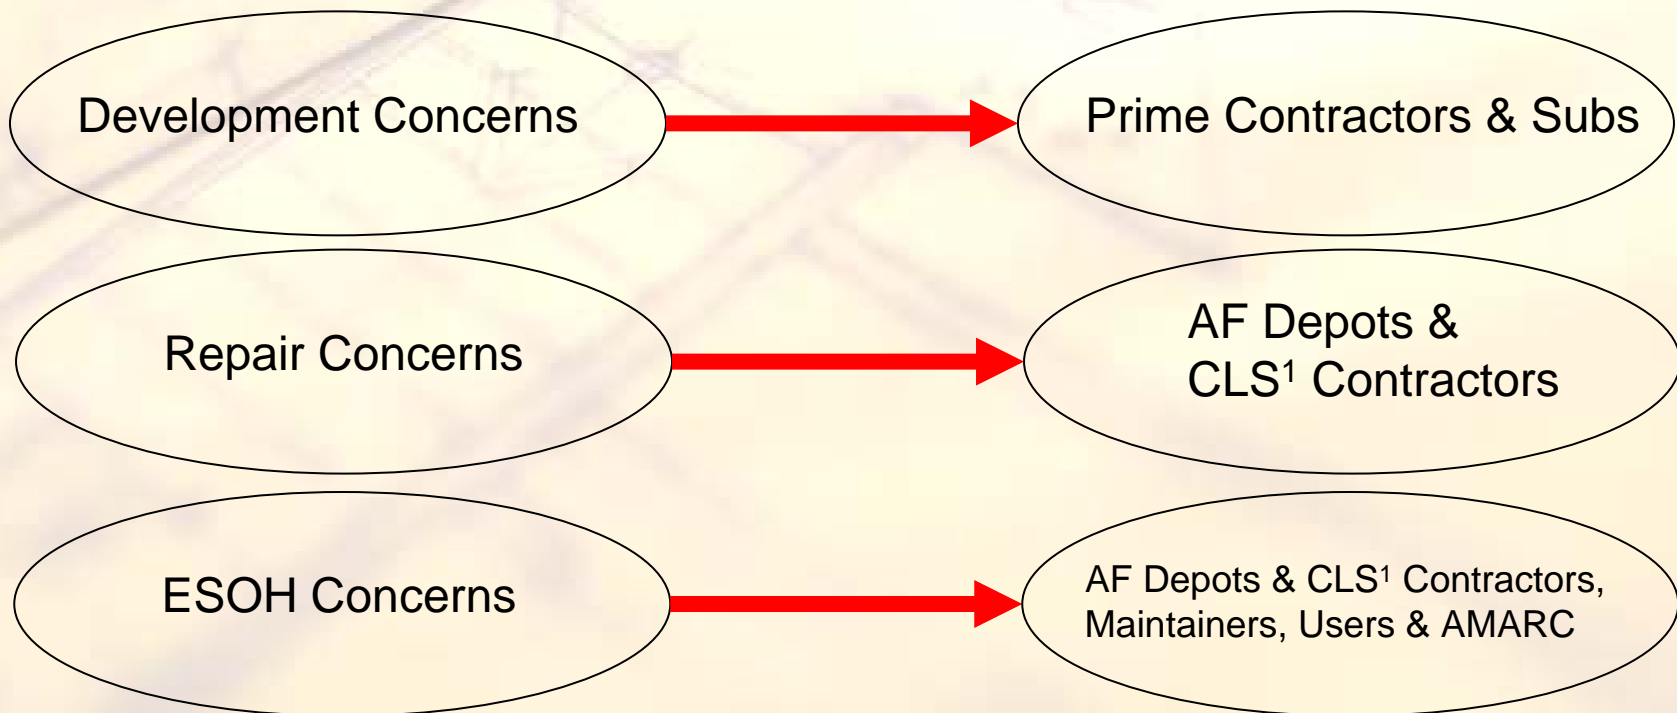 Development Concerns
Prime Contractors & Subs
Repair Concerns
AF Depots &
CLS¹ Contractors
ESOH Concerns
AF Depots & CLS¹ Contractors,
Maintainers, Users & AMARC